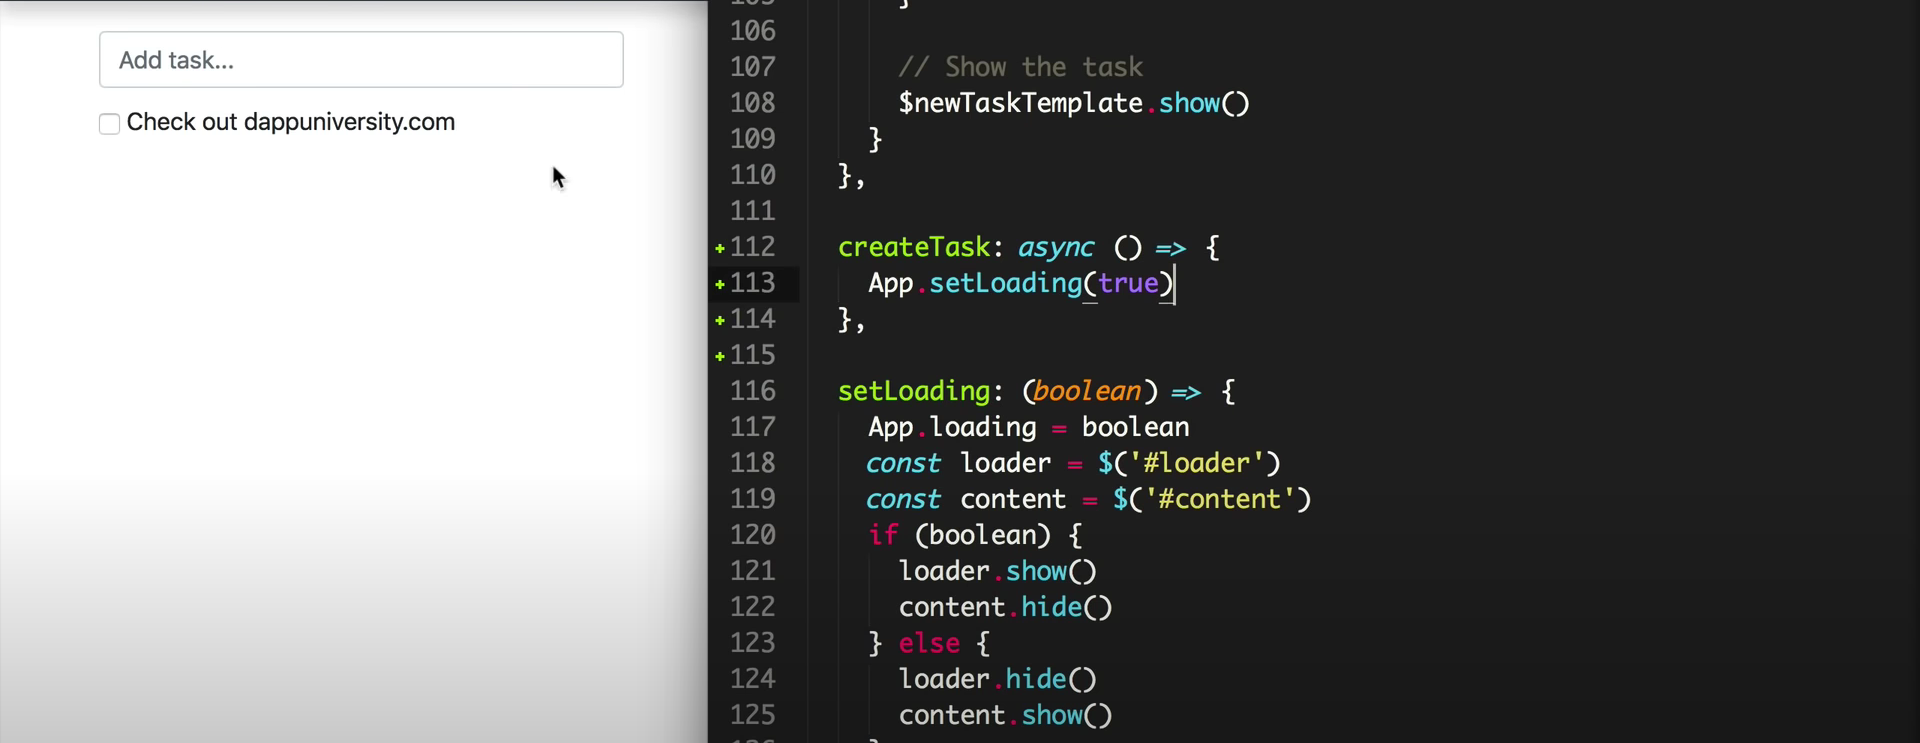 Add task...
Check out dappuniversity.com
105 }
106
107 // Show the task
108 $newTaskTemplate.show()
109 }
110 },
111
112 createTask: async () => {
113 App.setLoading(true)
114 },
115
116 setLoading: (boolean) => {
117 App.loading = boolean
118 const loader = $('#loader')
119 const content = $('#content')
120 if (boolean) {
121 loader.show()
122 content.hide()
123 } else {
124 loader.hide()
125 content.show()
126 }